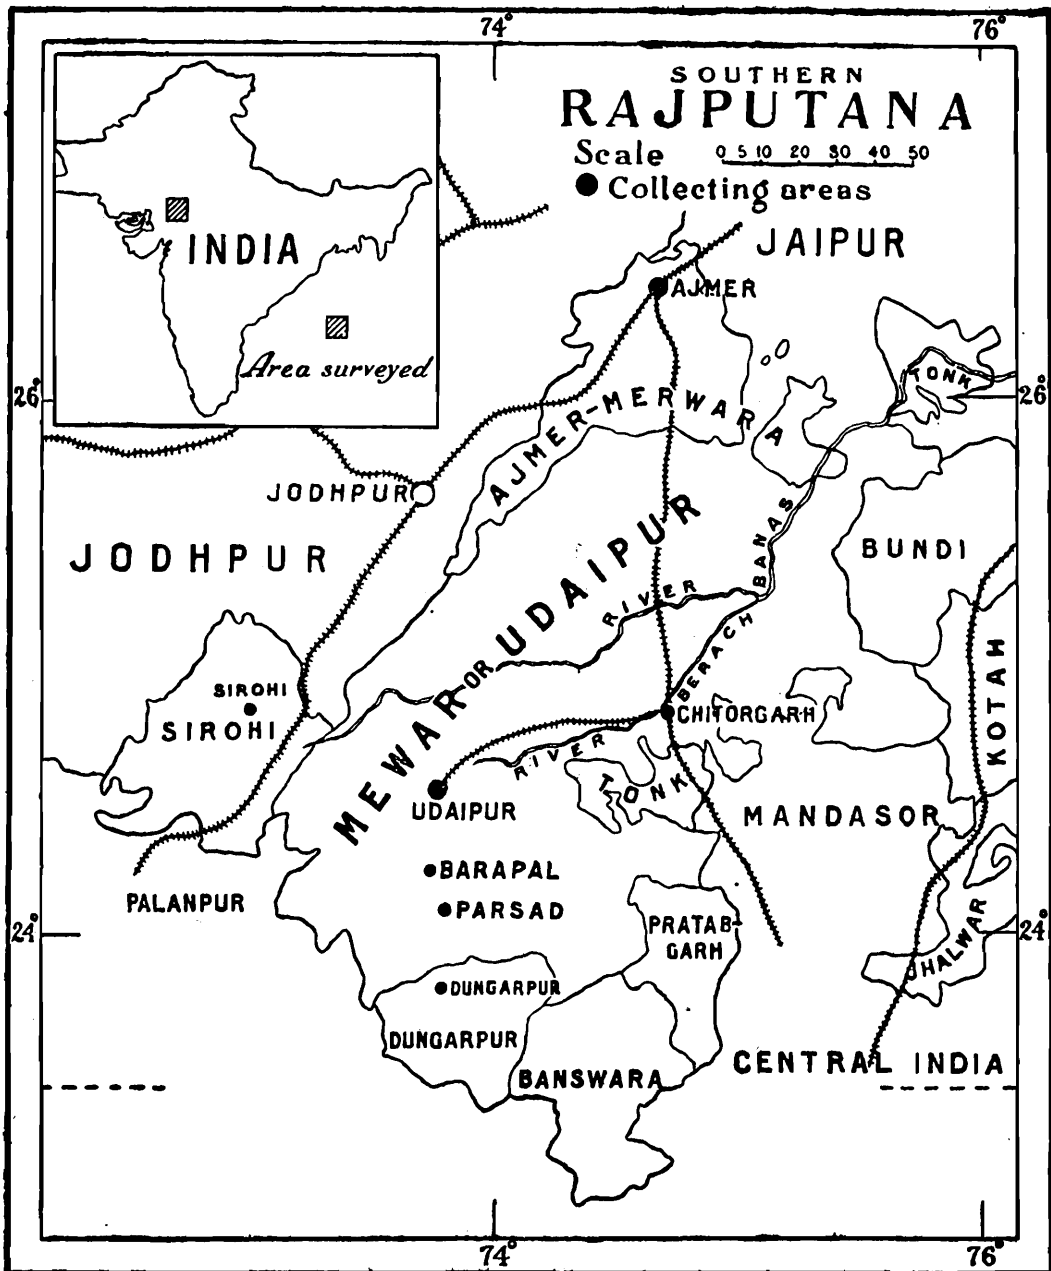 74°
76°
SOUTHERN
RAJPUTANA
Scale 0 5 10 20 30 40 50
Collecting areas
INDIA
Area surveyed
JAIPUR
AJMER
26°
26°
TONK
AJMER-MERWARA
JODHPUR
JODHPUR
BANAS
BUNDI
MEWAR OR UDAIPUR
RIVER
BERACH
KOTAH
SIROHI
SIROHI
CHITORGARH
RIVER
TONK
UDAIPUR
MANDASOR
BARAPAL
PALANPUR
PARSAD
PRATAB-
GARH
JHALWAR
24°
24°
DUNGARPUR
DUNGARPUR
CENTRAL INDIA
BANSWARA
74°
76°